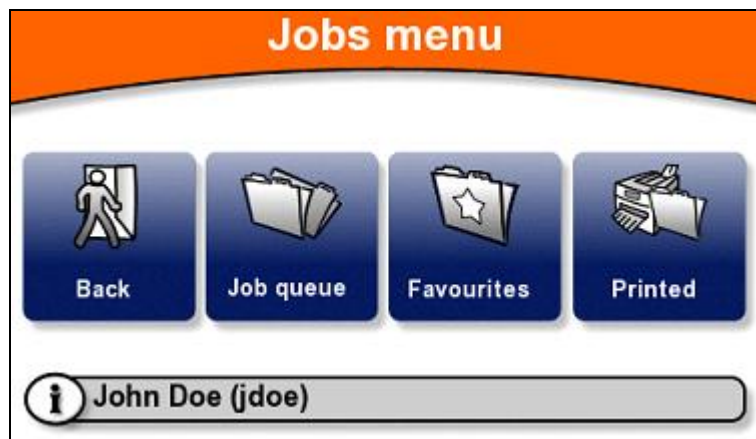 Jobs menu
Back
Job queue
Favourites
Printed
i
John Doe (jdoe)